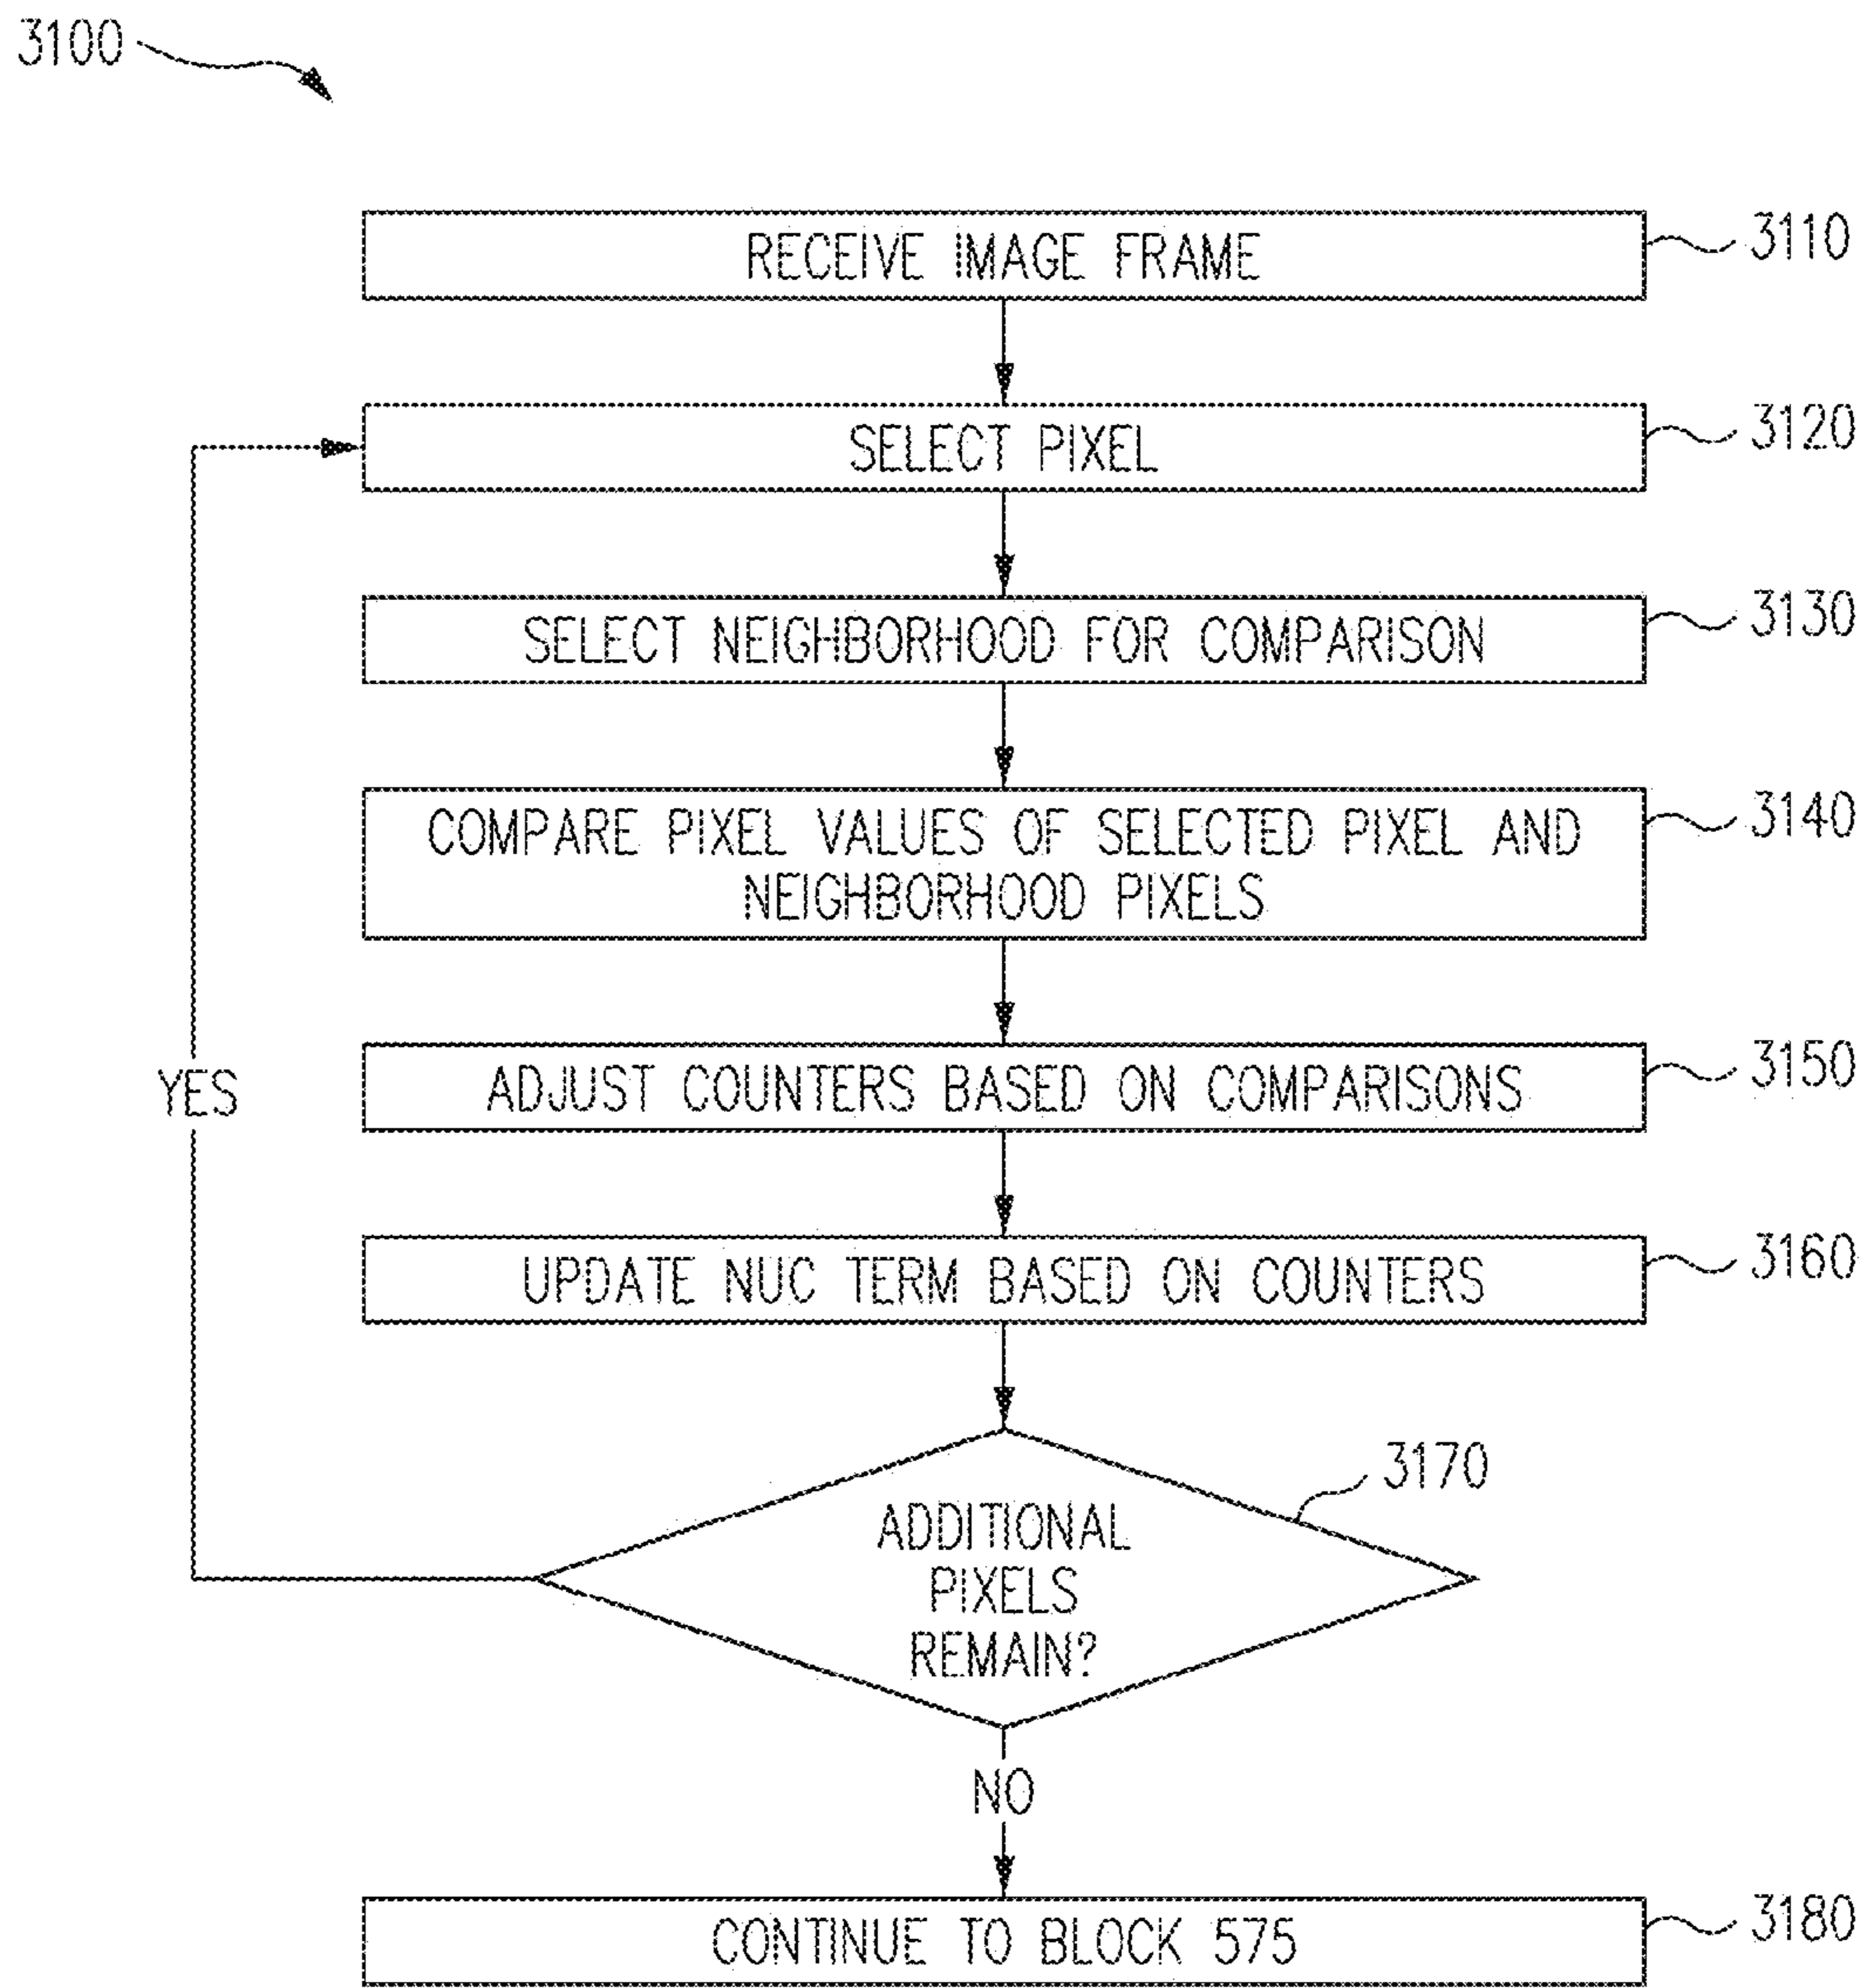 3100
RECEIVE IMAGE FRAME
3110
SELECT PIXEL
3120
SELECT NEIGHBORHOOD FOR COMPARISON
3130
COMPARE PIXEL VALUES OF SELECTED PIXEL AND
NEIGHBORHOOD PIXELS
3140
ADJUST COUNTERS BASED ON COMPARISONS
3150
YES
UPDATE NUC TERM BASED ON COUNTERS
3160
ADDITIONAL
PIXELS
REMAIN?
3170
NO
CONTINUE TO BLOCK 575
3180